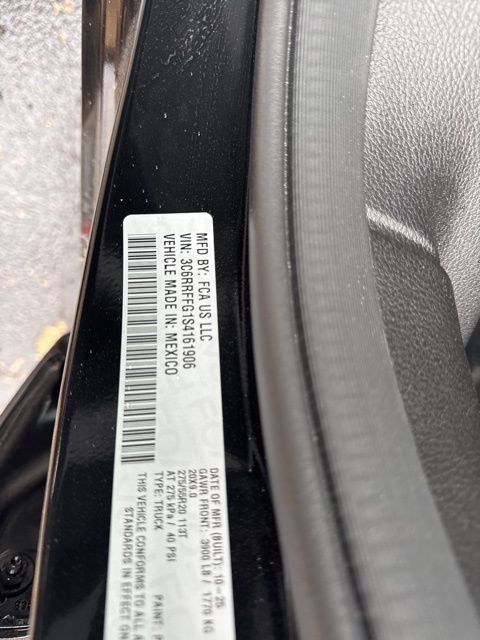 MFD BY: FCA US LLC
VIN: 3C6RRFFG1S4161906
VEHICLE MADE IN: MEXICO
DATE OF MFR (BUILT): 10-25
GAWR FRONT: 3900 LB / 1770 KG
20X9.0
275/55R20 113T
AT 275 kPa / 40 PSI
TYPE: TRUCK
THIS VEHICLE CONFORMS TO ALL
STANDARDS IN EFFECT ON
PAINT: